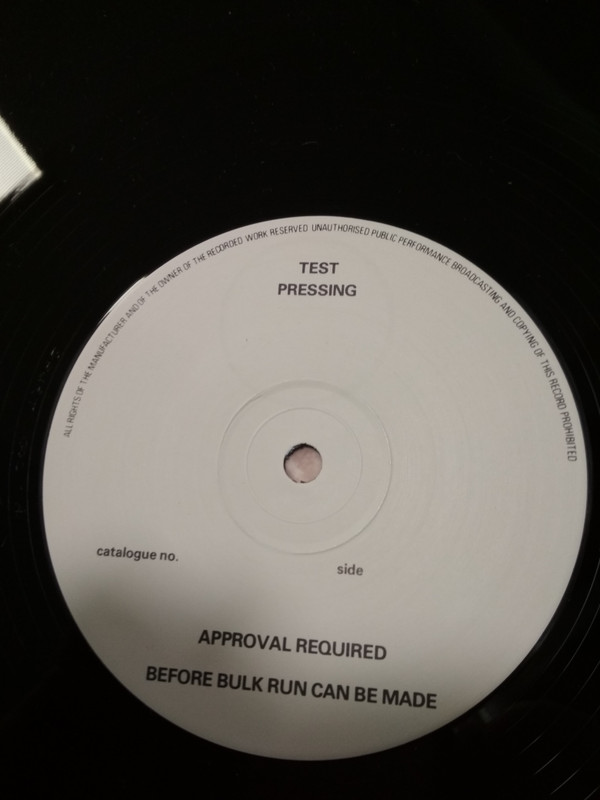 ALL RIGHTS OF THE MANUFACTURER AND OF THE OWNER OF THE RECORDED WORK RESERVED UNAUTHORISED PUBLIC PERFORMANCE BROADCASTING AND COPYING OF THIS RECORD PROHIBITED
TEST
PRESSING
catalogue no.
side
APPROVAL REQUIRED
BEFORE BULK RUN CAN BE MADE